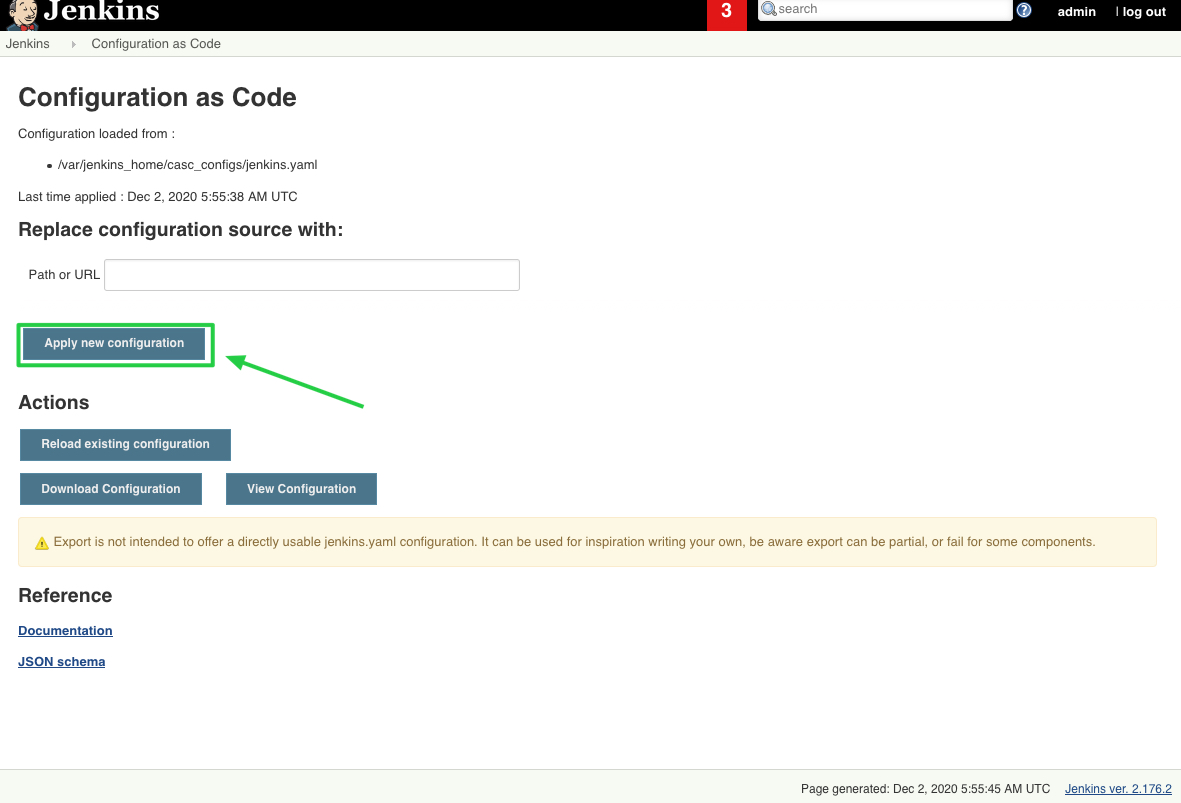 Jenkins
3
search
?
admin
| log out
Jenkins
Configuration as Code
Configuration as Code
Configuration loaded from :
• /var/jenkins_home/casc_configs/jenkins.yaml
Last time applied : Dec 2, 2020 5:55:38 AM UTC
Replace configuration source with:
Path or URL
Apply new configuration
Actions
Reload existing configuration
Download Configuration
View Configuration
Export is not intended to offer a directly usable jenkins.yaml configuration. It can be used for inspiration writing your own, be aware export can be partial, or fail for some components.
Reference
Documentation
JSON schema
Page generated: Dec 2, 2020 5:55:45 AM UTC
Jenkins ver. 2.176.2